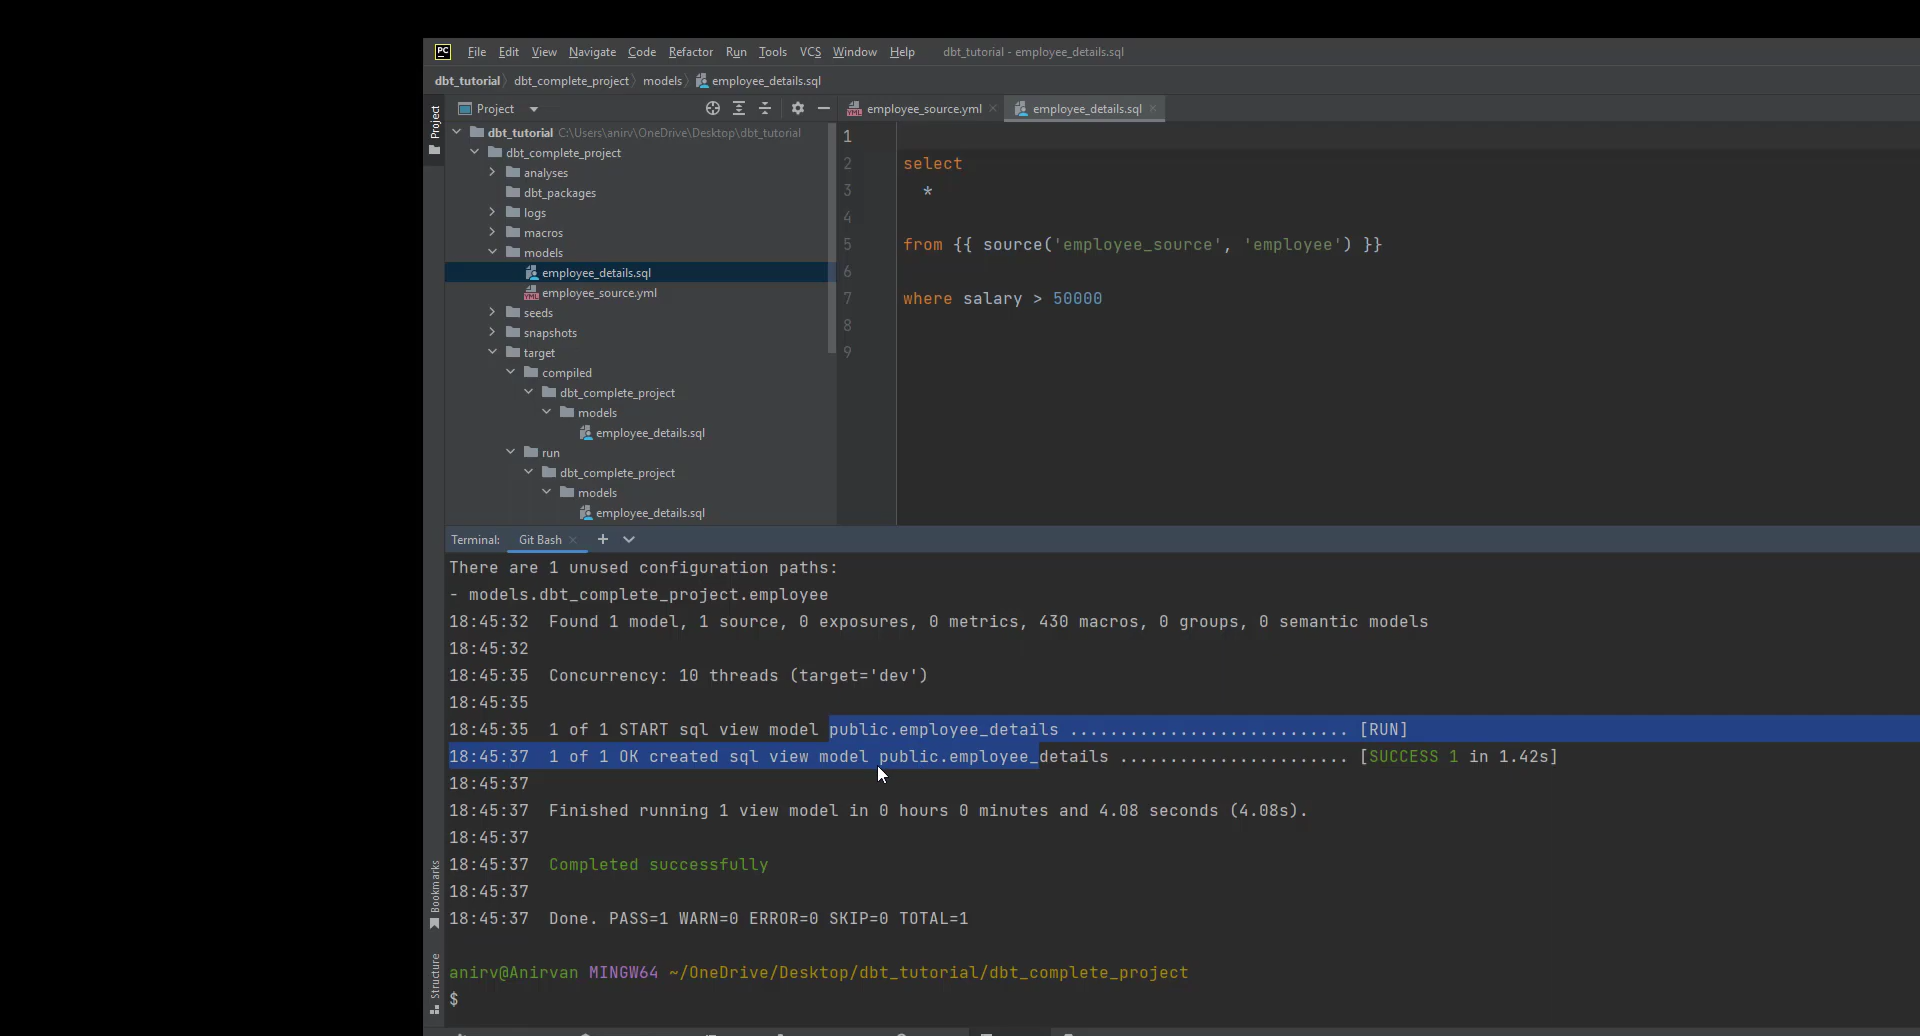 PC File Edit View Navigate Code Refactor Run Tools VCS Window Help dbt_tutorial - employee_details.sql
dbt_tutorial dbt_complete_project models employee_details.sql
Project
Project
employee_source.yml employee_details.sql
dbt_tutorial C:\Users\anirv\OneDrive\Desktop\dbt_tutorial
dbt_complete_project
analyses
dbt_packages
logs
macros
models
employee_details.sql
employee_source.yml
seeds
snapshots
target
compiled
dbt_complete_project
models
employee_details.sql
run
dbt_complete_project
models
employee_details.sql
1
2 select
3 *
4
5 from {{ source('employee_source', 'employee') }}
6
7 where salary > 50000
8
9
Terminal: Git Bash
There are 1 unused configuration paths:
- models.dbt_complete_project.employee
18:45:32 Found 1 model, 1 source, 0 exposures, 0 metrics, 430 macros, 0 groups, 0 semantic models
18:45:32
18:45:35 Concurrency: 10 threads (target='dev')
18:45:35
18:45:35 1 of 1 START sql view model public.employee_details ............................ [RUN]
18:45:37 1 of 1 OK created sql view model public.employee_details ....................... [SUCCESS 1 in 1.42s]
18:45:37
18:45:37 Finished running 1 view model in 0 hours 0 minutes and 4.08 seconds (4.08s).
18:45:37
18:45:37 Completed successfully
18:45:37
18:45:37 Done. PASS=1 WARN=0 ERROR=0 SKIP=0 TOTAL=1
anirv@Anirvan MINGW64 ~/OneDrive/Desktop/dbt_tutorial/dbt_complete_project
$
Bookmarks
Structure